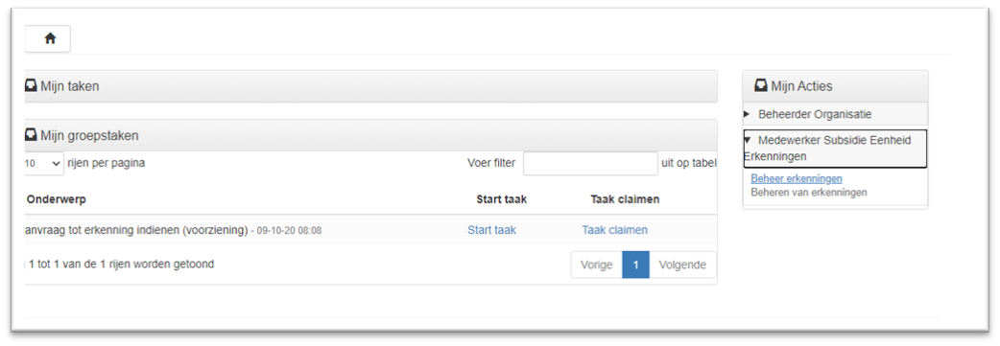 Mijn taken
Mijn Acties
Beheerder Organisatie
Mijn groepstaken
Medewerker Subsidie Eenheid
Erkenningen
10 rijen per pagina
Voer filter uit op tabel
Beheer erkenningen
Beheren van erkenningen
Onderwerp Start taak Taak claimen
anvraag tot erkenning indienen (voorziening) - 09-10-20 08:08 Start taak Taak claimen
1 tot 1 van de 1 rijen worden getoond
Vorige 1 Volgende